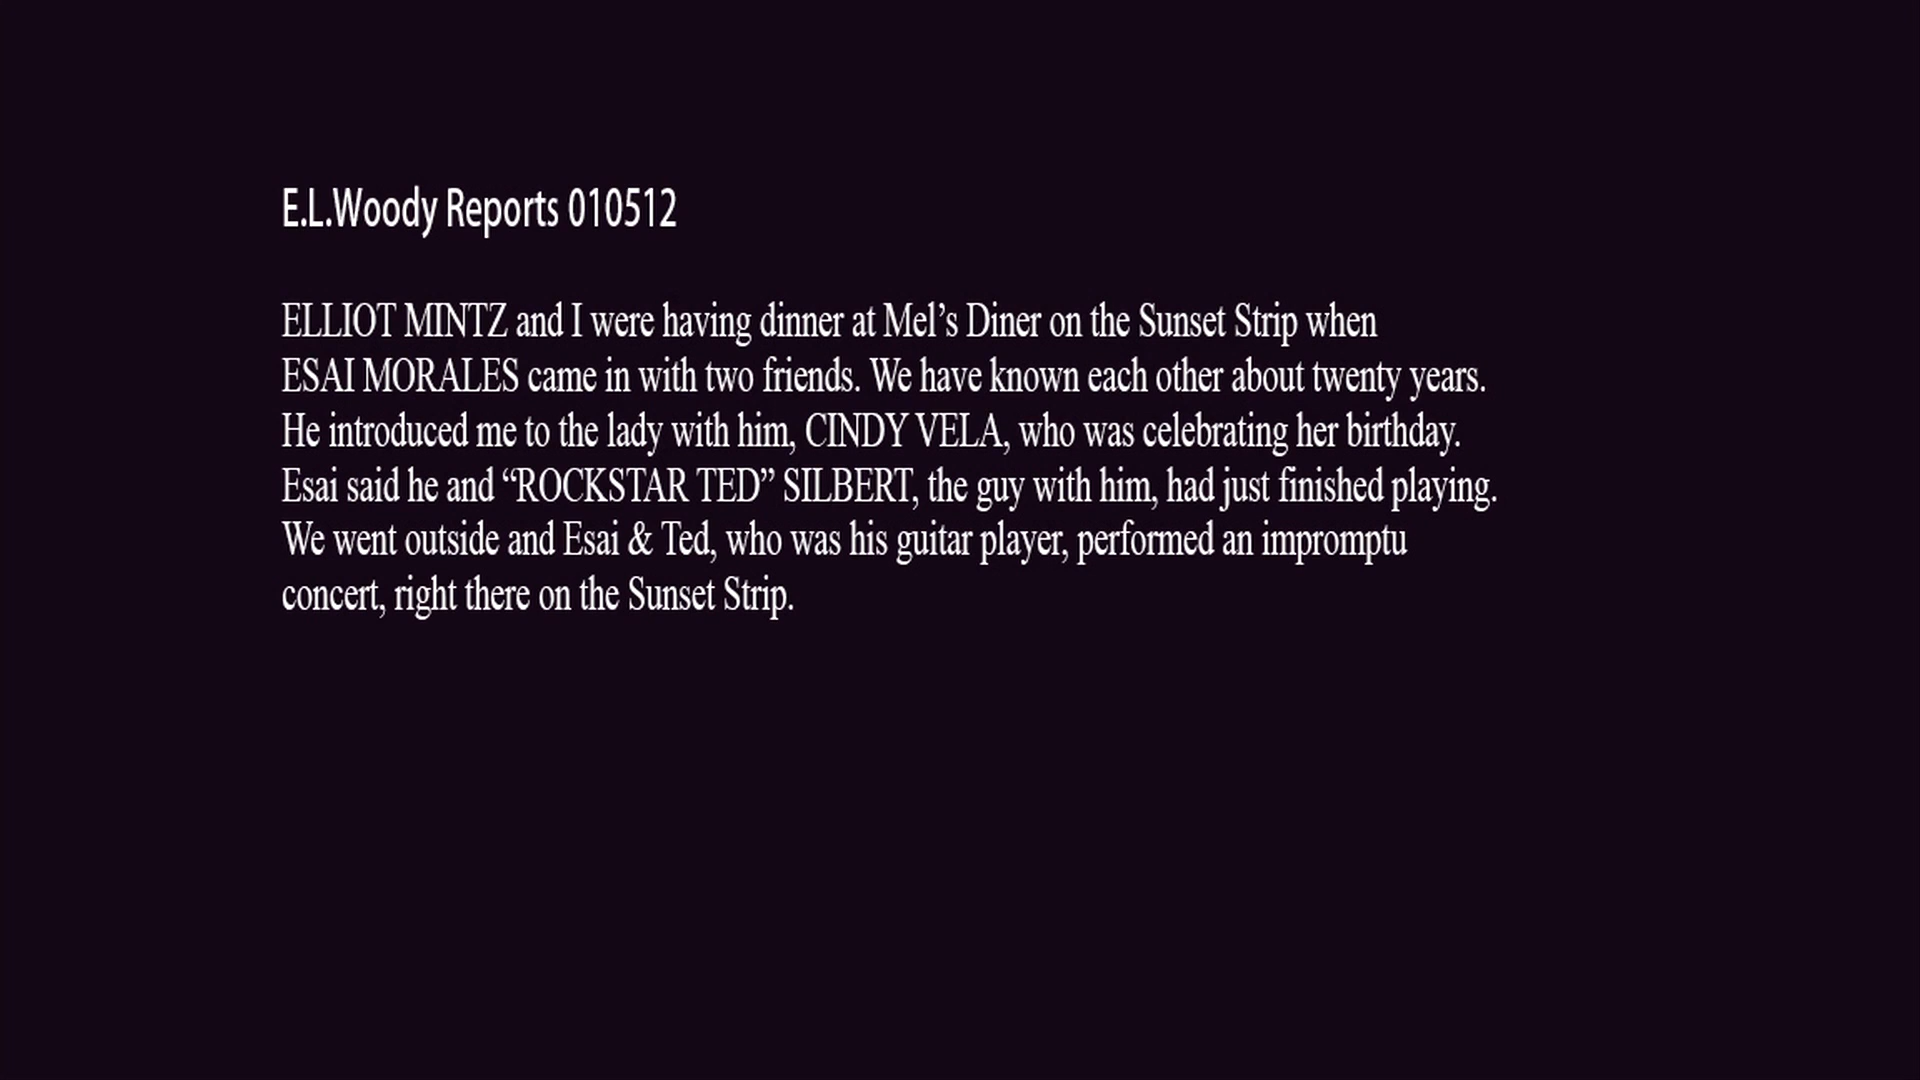 E.L.Woody Reports 010512
ELLIOT MINTZ and I were having dinner at Mel’s Diner on the Sunset Strip when
ESAI MORALES came in with two friends. We have known each other about twenty years.
He introduced me to the lady with him, CINDY VELA, who was celebrating her birthday.
Esai said he and “ROCKSTAR TED” SILBERT, the guy with him, had just finished playing.
We went outside and Esai & Ted, who was his guitar player, performed an impromptu
concert, right there on the Sunset Strip.